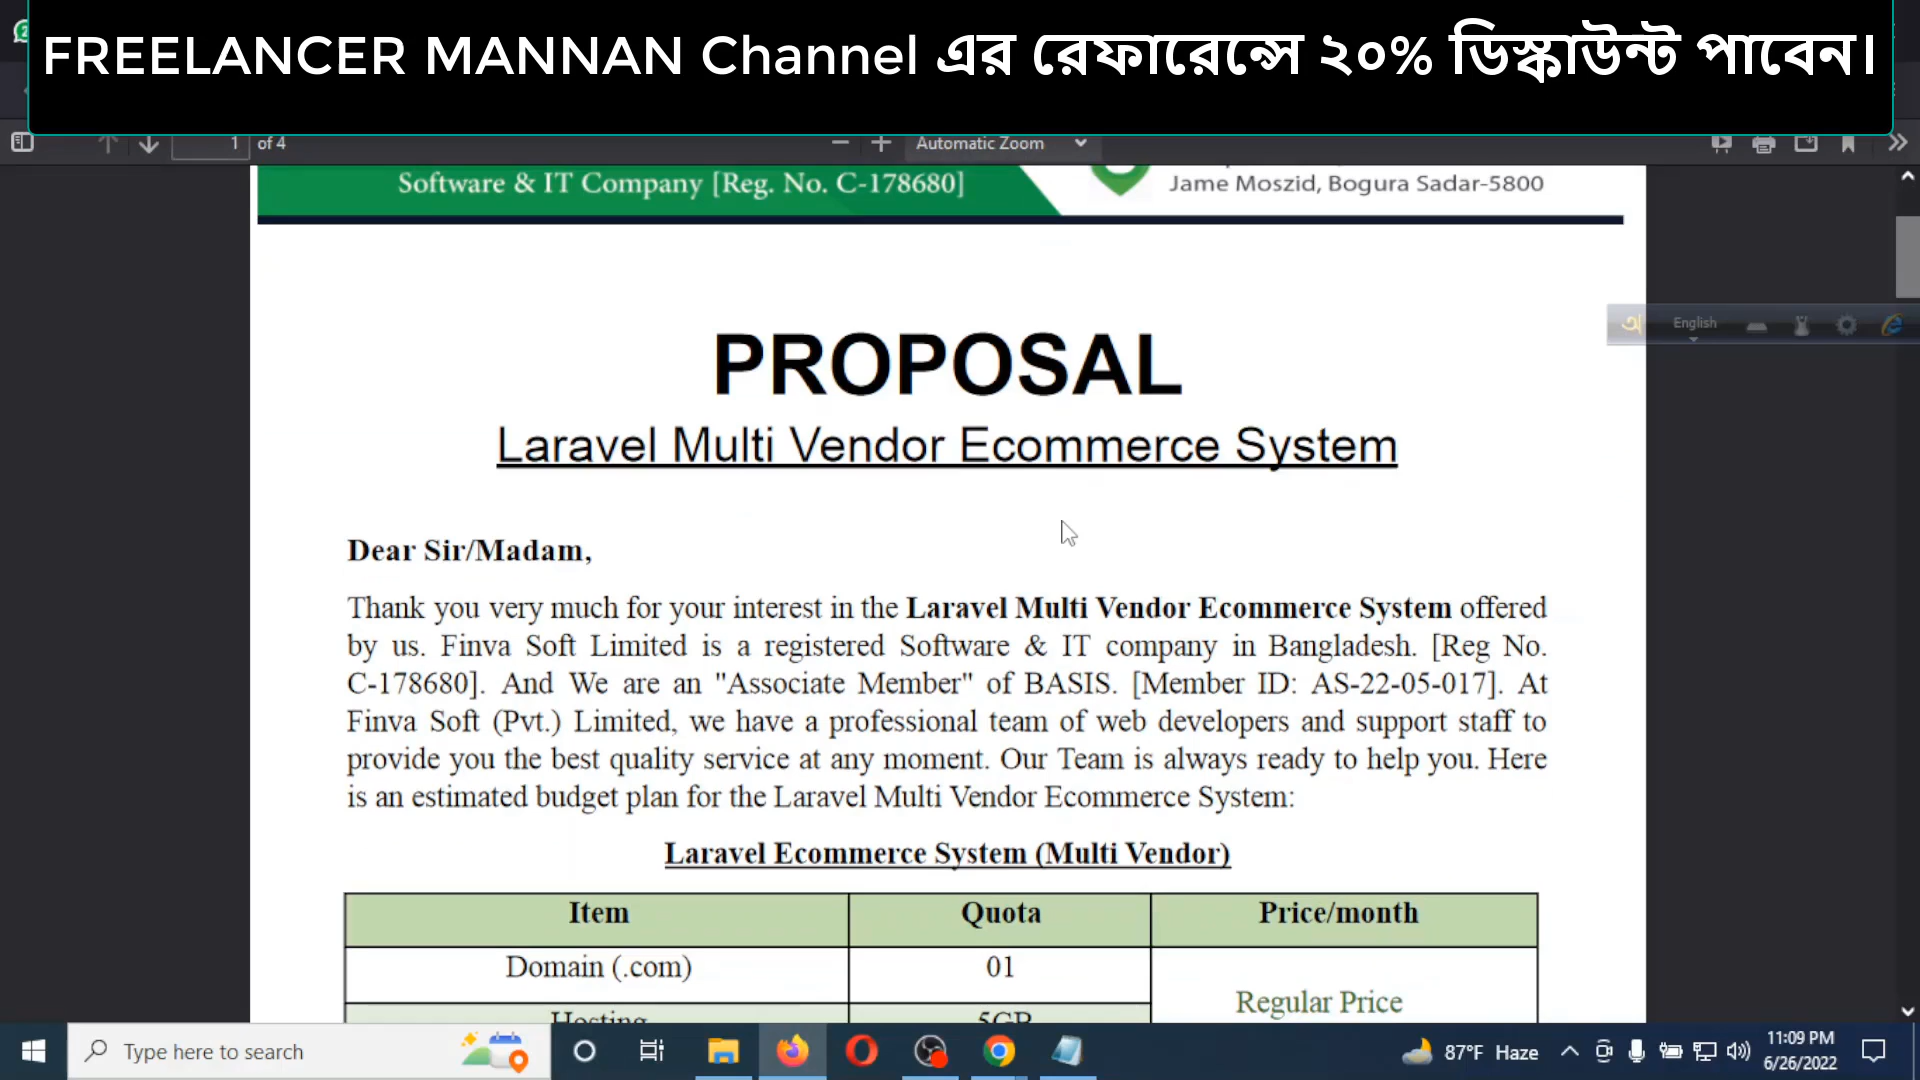 FREELANCER MANNAN Channel এর রেফারেন্সে ২০% ডিস্কাউন্ট পাবেন।
1 of 4
Automatic Zoom
Software & IT Company [Reg. No. C-178680]
Jame Moszid, Bogura Sadar-5800
English
PROPOSAL
Laravel Multi Vendor Ecommerce System
Dear Sir/Madam,
Thank you very much for your interest in the Laravel Multi Vendor Ecommerce System offered
by us. Finva Soft Limited is a registered Software & IT company in Bangladesh. [Reg No.
C-178680]. And We are an "Associate Member" of BASIS. [Member ID: AS-22-05-017]. At
Finva Soft (Pvt.) Limited, we have a professional team of web developers and support staff to
provide you the best quality service at any moment. Our Team is always ready to help you. Here
is an estimated budget plan for the Laravel Multi Vendor Ecommerce System:
Laravel Ecommerce System (Multi Vendor)
Item Quota Price/month
Domain (.com) 01
Regular Price
Hosting 5GB
Type here to search
87°F Haze
11:09 PM
6/26/2022